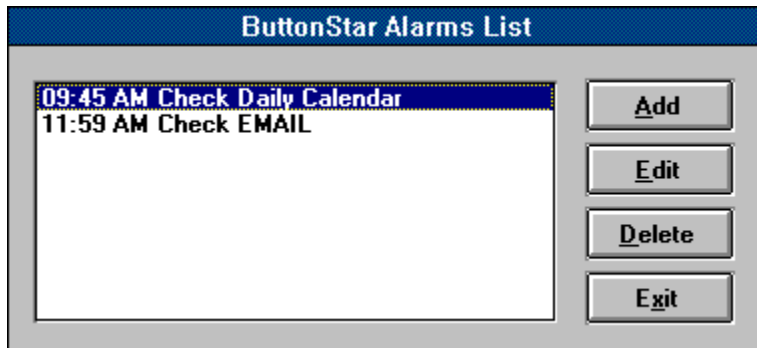 ButtonStar Alarms List
09:45 AM Check Daily Calendar
11:59 AM Check EMAIL
Add
Edit
Delete
Exit